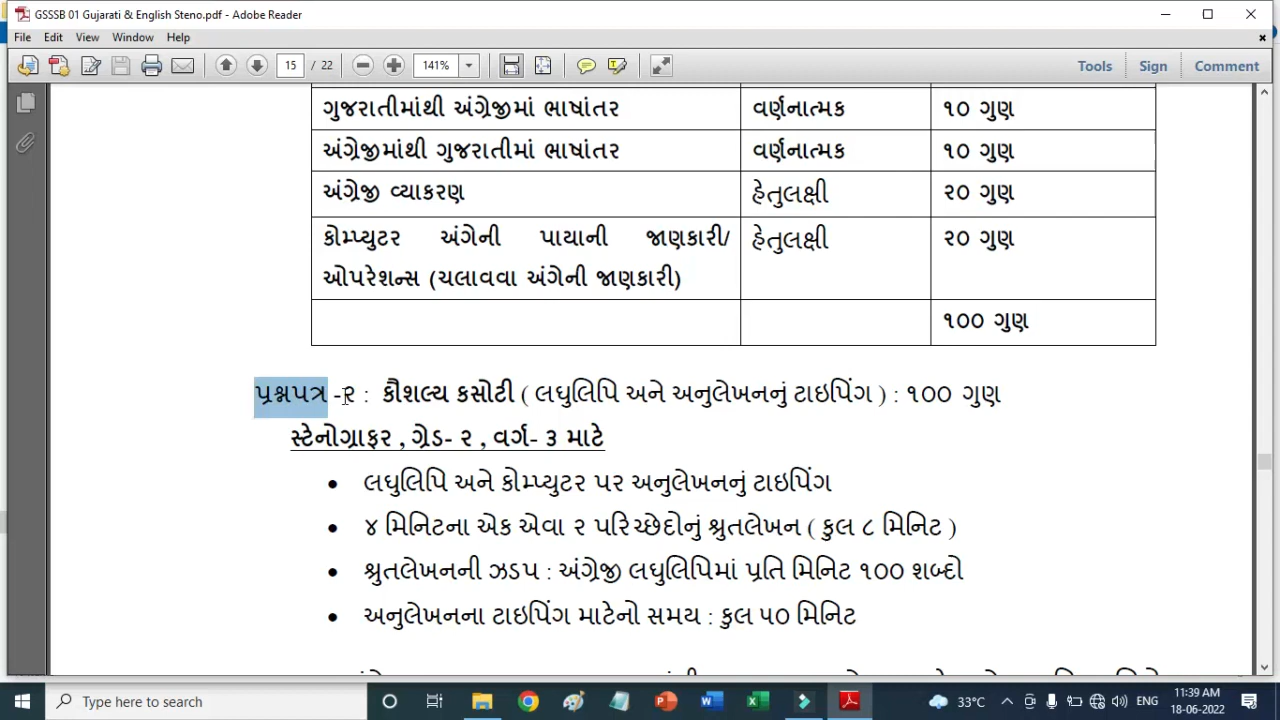 GSSSB 01 Gujarati & English Steno.pdf - Adobe Reader
File Edit View Window Help
15 / 22 141% Tools Sign Comment
ગુજરાતીમાંથી અંગ્રેજીમાં ભાષાંતર વર્ણનાત્મક ૧૦ ગુણ
અંગ્રેજીમાંથી ગુજરાતીમાં ભાષાંતર વર્ણનાત્મક ૧૦ ગુણ
અંગ્રેજી વ્યાકરણ હેતુલક્ષી ૨૦ ગુણ
કોમ્પ્યુટર અંગેની પાયાની જાણકારી/ હેતુલક્ષી ૨૦ ગુણ
ઓપરેશન્સ (ચલાવવા અંગેની જાણકારી)
૧૦૦ ગુણ
પ્રશ્નપત્ર -૨ : કૌશલ્ય કસોટી ( લઘુલિપિ અને અનુલેખનનું ટાઇપિંગ ) : ૧૦૦ ગુણ
સ્ટેનોગ્રાફર , ગ્રેડ- ૨ , વર્ગ- ૩ માટે
• લઘુલિપિ અને કોમ્પ્યુટર પર અનુલેખનનું ટાઇપિંગ
• ૪ મિનિટના એક એવા ૨ પરિચ્છેદોનું શ્રુતલેખન ( કુલ ૮ મિનિટ )
• શ્રુતલેખનની ઝડપ : અંગ્રેજી લઘુલિપિમાં પ્રતિ મિનિટ ૧૦૦ શબ્દો
• અનુલેખનના ટાઇપિંગ માટેનો સમય : કુલ ૫૦ મિનિટ
Type here to search 33°C ENG 11:39 AM
18-06-2022